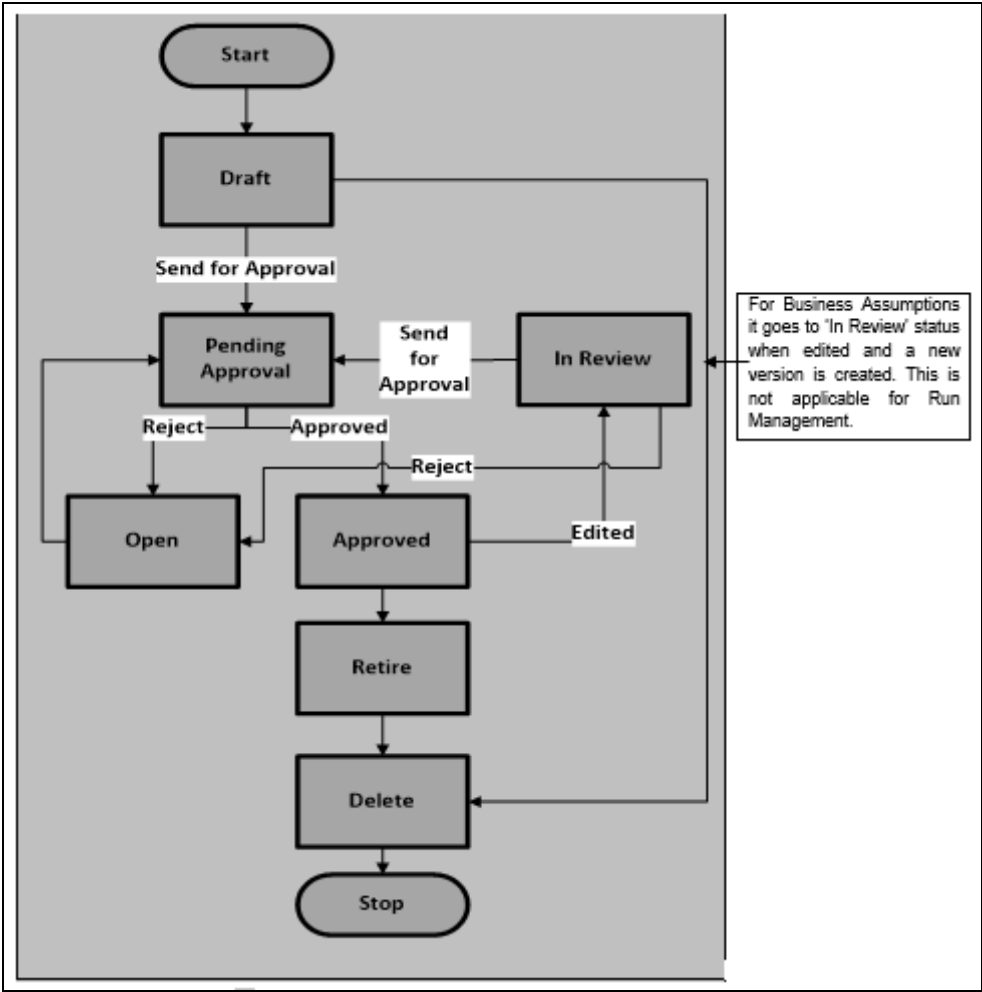 Start
Draft
Send for Approval
Pending
Approval
Send
for
Approval
In Review
For Business Assumptions
it goes to 'In Review' status
when edited and a new
version is created. This is
not applicable for Run
Management.
Reject
Approved
Reject
Open
Approved
Edited
Retire
Delete
Stop